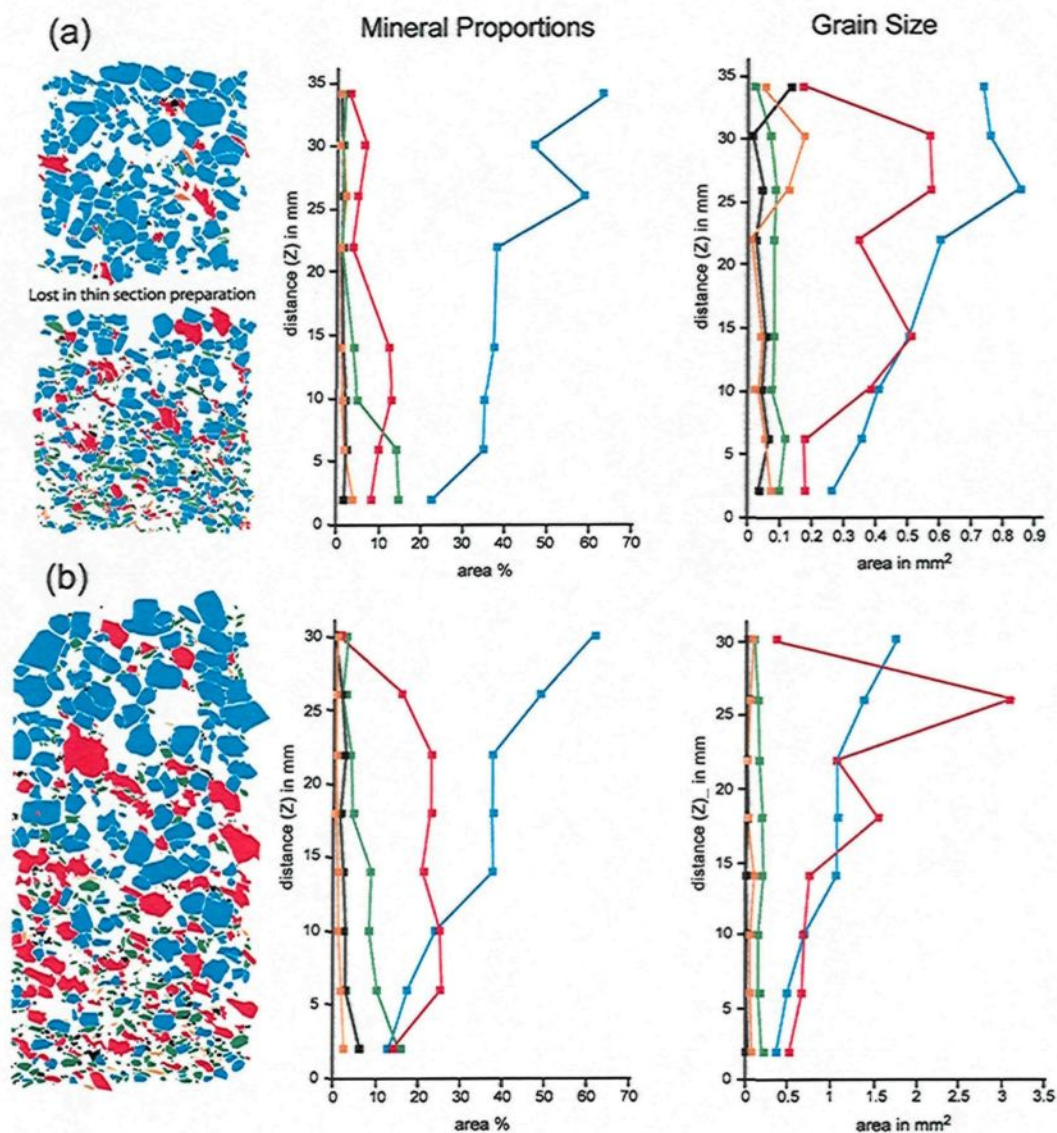 Mineral Proportions
Grain Size
(a)
Lost in thin section preparation
distance (Z) in mm
35
30
25
20
15
10
5
0
0 10 20 30 40 50 60 70
area %
distance (Z) in mm
35
30
25
20
15
10
5
0
0 0.1 0.2 0.3 0.4 0.5 0.6 0.7 0.8 0.9
area in mm²
(b)
distance (Z) in mm
30
25
20
15
10
5
0
0 10 20 30 40 50 60 70
area %
distance (Z)_ in mm
30
25
20
15
10
5
0
0 0.5 1 1.5 2 2.5 3 3.5
area in mm²